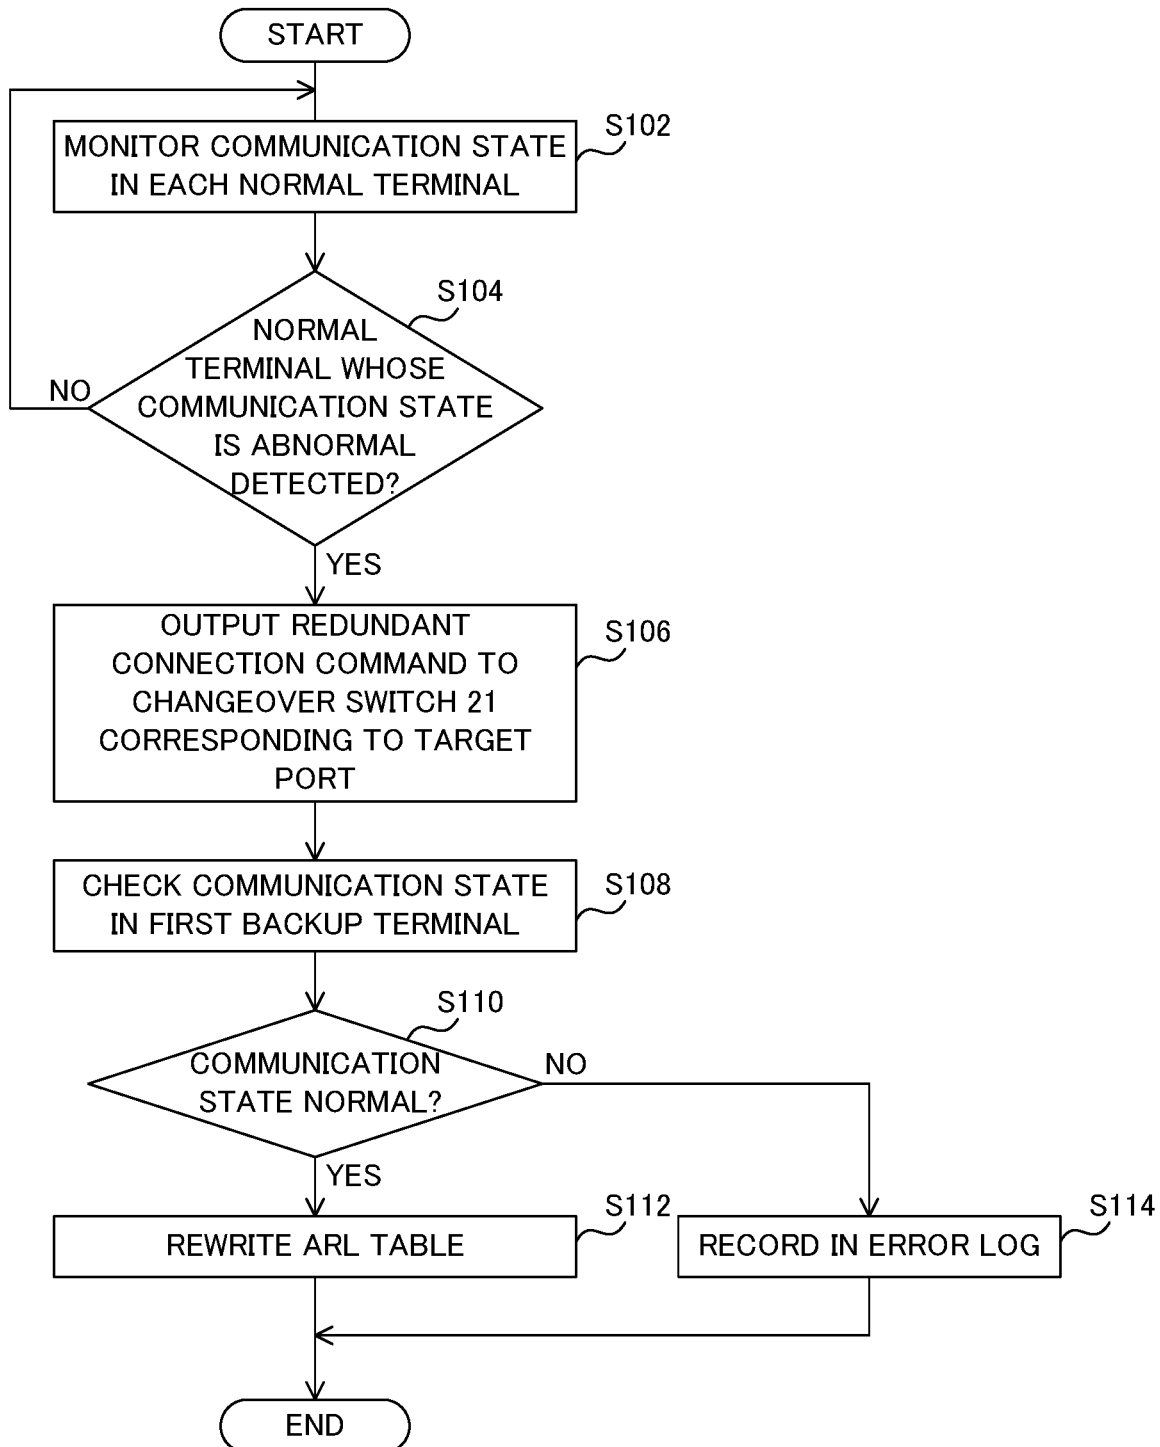 START
S102
MONITOR COMMUNICATION STATE
IN EACH NORMAL TERMINAL
S104
NORMAL
TERMINAL WHOSE
COMMUNICATION STATE
IS ABNORMAL
DETECTED?
NO
YES
S106
OUTPUT REDUNDANT
CONNECTION COMMAND TO
CHANGEOVER SWITCH 21
CORRESPONDING TO TARGET
PORT
S108
CHECK COMMUNICATION STATE
IN FIRST BACKUP TERMINAL
S110
COMMUNICATION
STATE NORMAL?
NO
YES
S112
REWRITE ARL TABLE
S114
RECORD IN ERROR LOG
END